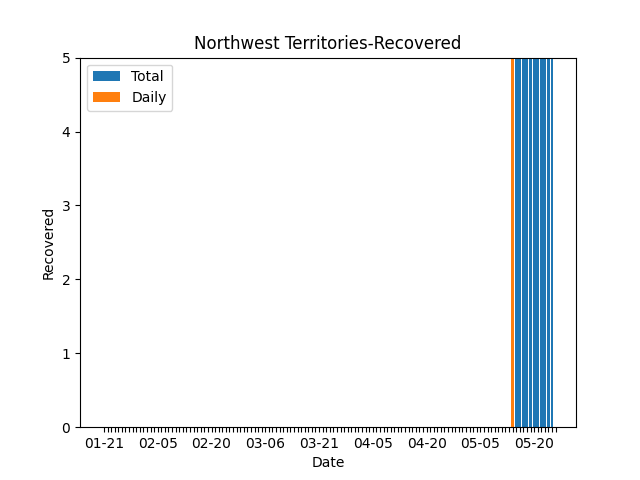 Northwest Territories-Recovered
Total
Daily
Recovered
5
4
3
2
1
0
01-21 02-05 02-20 03-06 03-21 04-05 04-20 05-05 05-20
Date